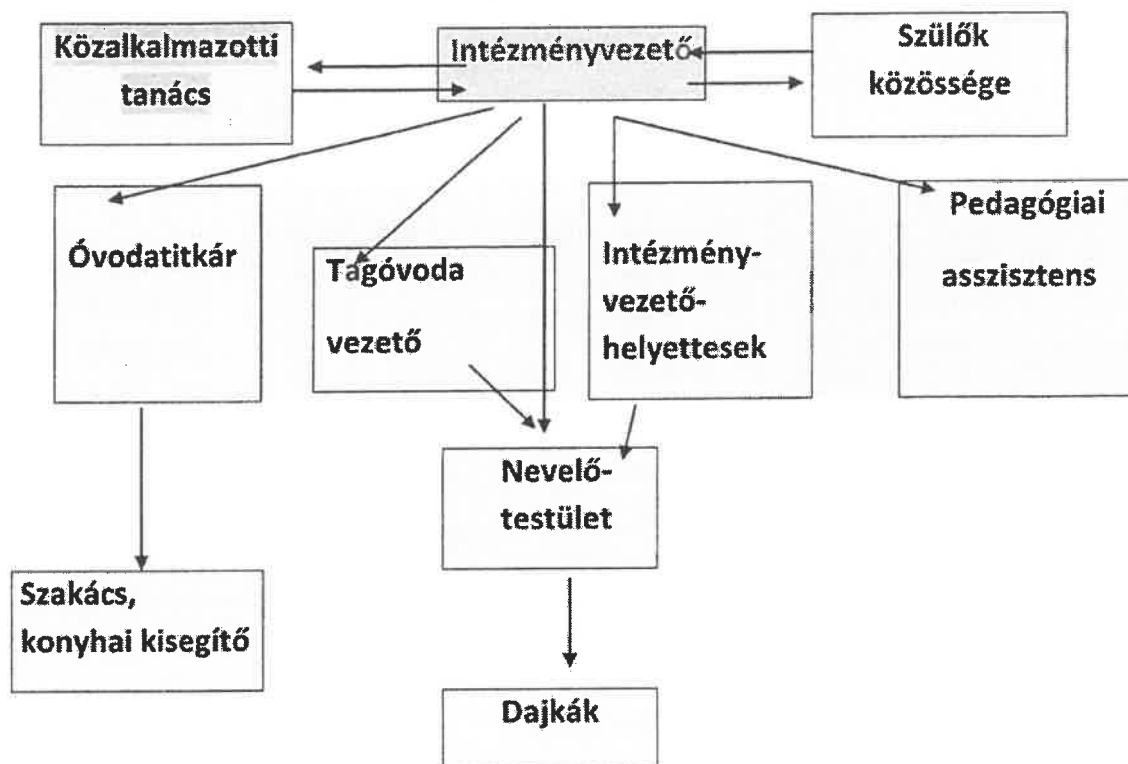 Közalkalmazotti
tanács
Intézményvezető
Szülők
közössége
Óvodatitkár
Tagóvoda
vezető
Intézmény-
vezető-
helyettesek
Pedagógiai
asszisztens
Nevelő-
testület
Szakács,
konyhai kisegítő
Dajkák